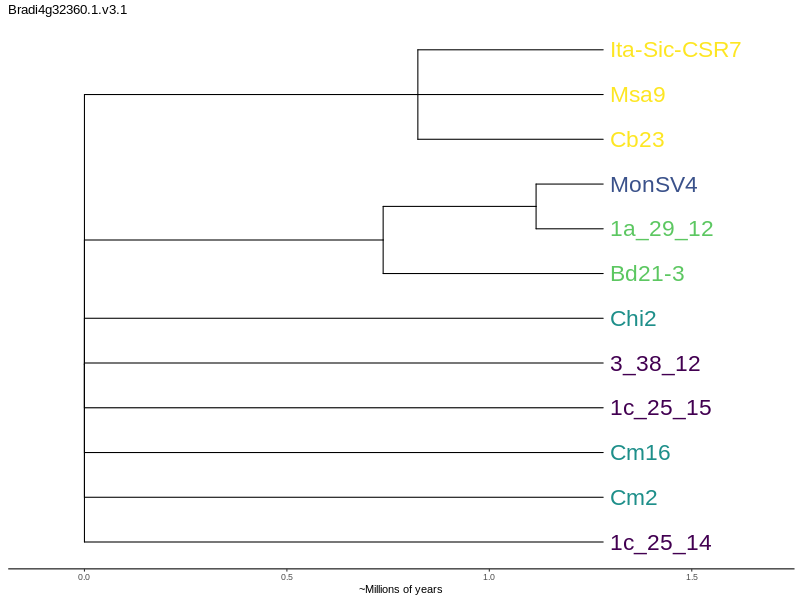 Bradi4g32360.1.v3.1
Ita-Sic-CSR7
Msa9
Cb23
MonSV4
1a_29_12
Bd21-3
Chi2
3_38_12
1c_25_15
Cm16
Cm2
1c_25_14
0.0 0.5 1.0 1.5
~Millions of years